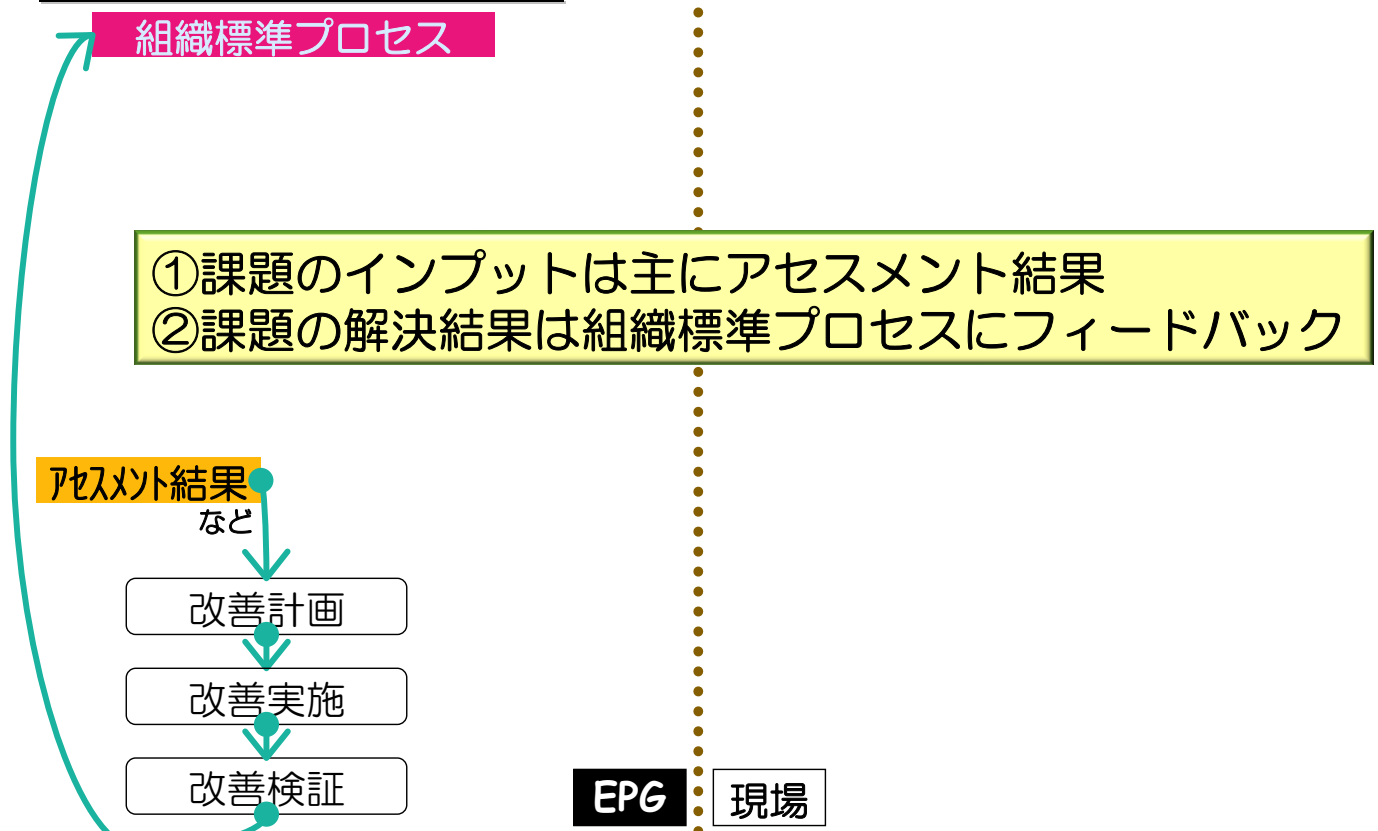 組織標準プロセス
①課題のインプットは主にアセスメント結果
②課題の解決結果は組織標準プロセスにフィードバック
ｱｾｽﾒﾝﾄ結果
など
改善計画
改善実施
改善検証
EPG
現場